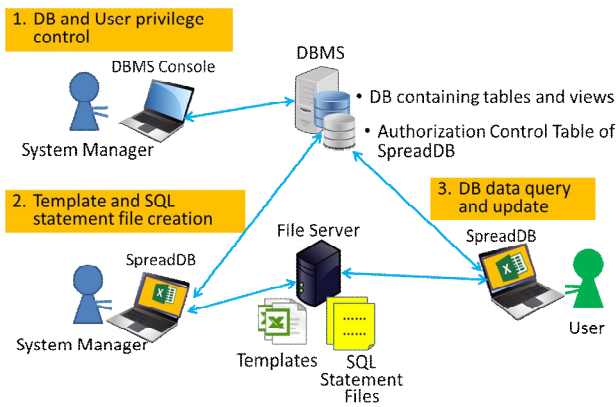 1. DB and User privilege
control
DBMS
DBMS Console
• DB containing tables and views
• Authorization Control Table of
SpreadDB
System Manager
2. Template and SQL
statement file creation
3. DB data query
and update
File Server
SpreadDB
SpreadDB
System Manager
User
Templates
SQL
Statement
Files